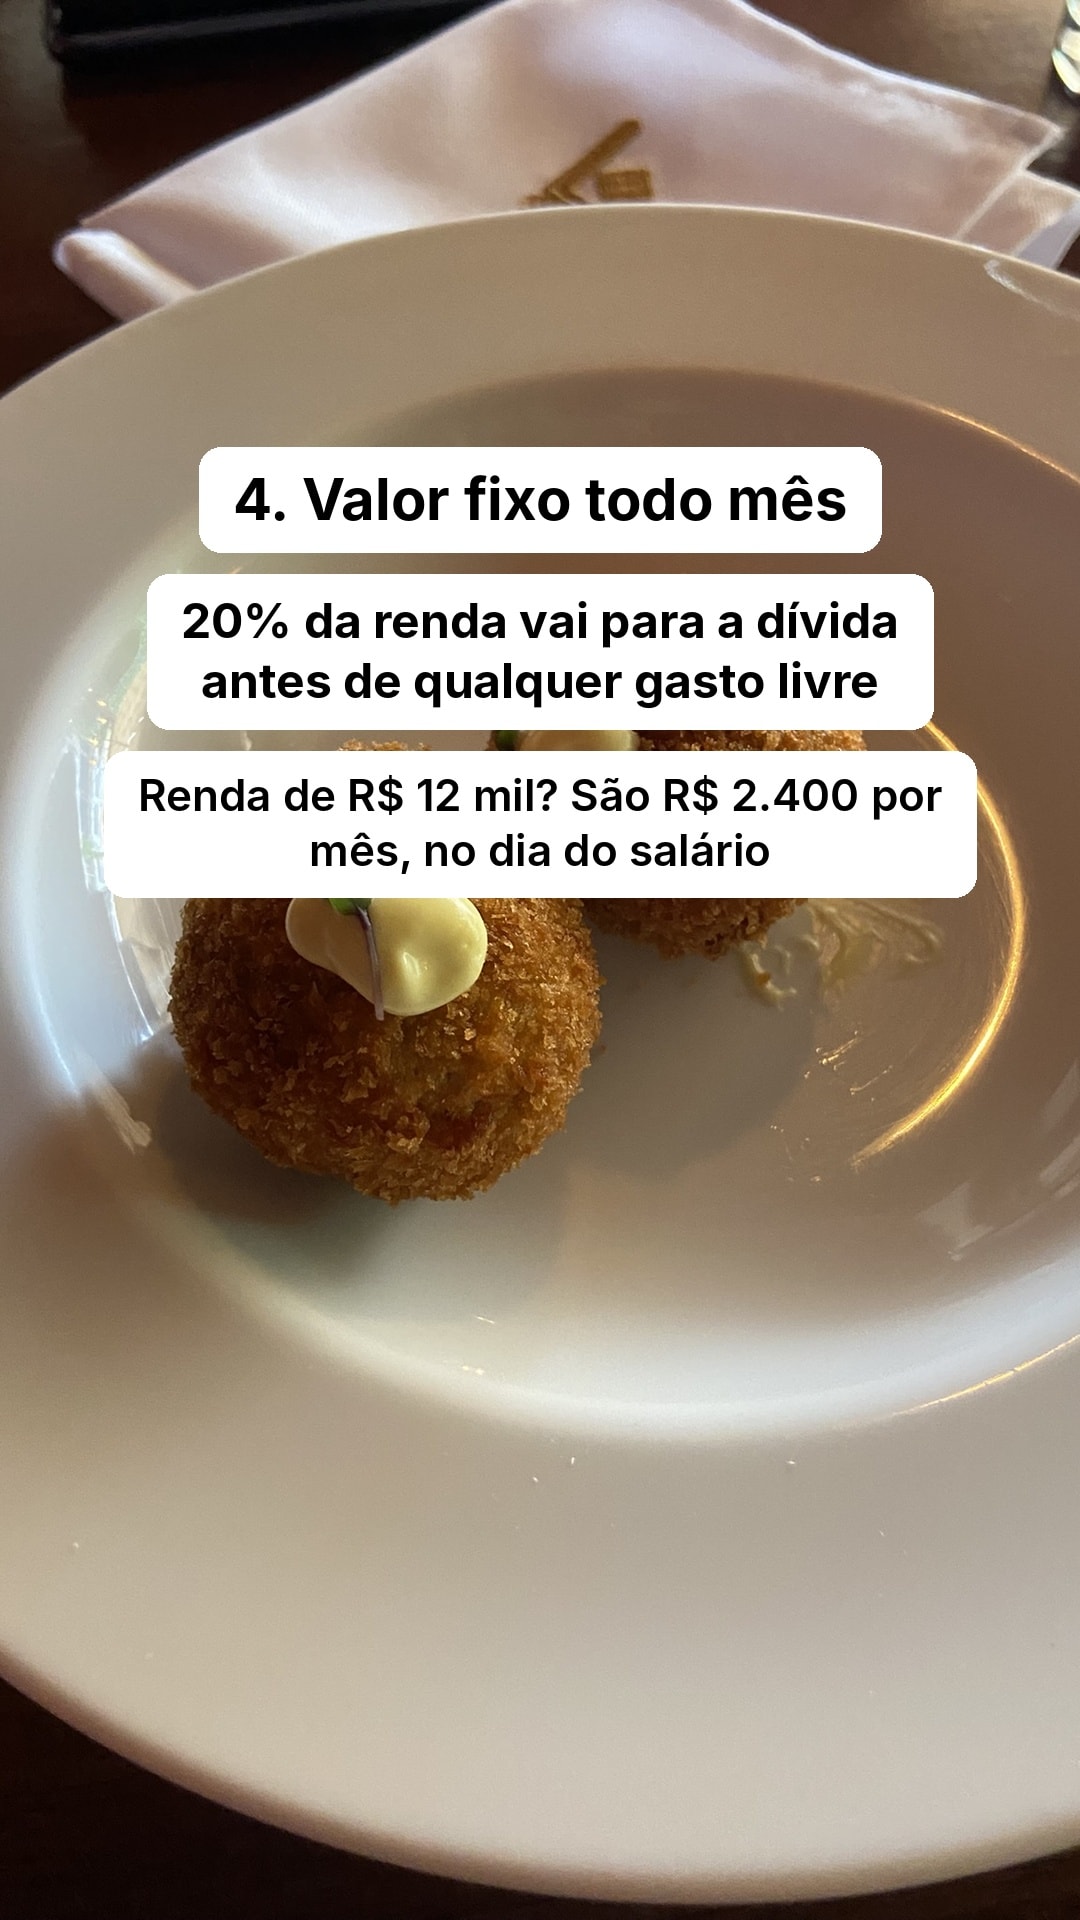 4. Valor fixo todo mês
20% da renda vai para a dívida
antes de qualquer gasto livre
Renda de R$ 12 mil? São R$ 2.400 por
mês, no dia do salário